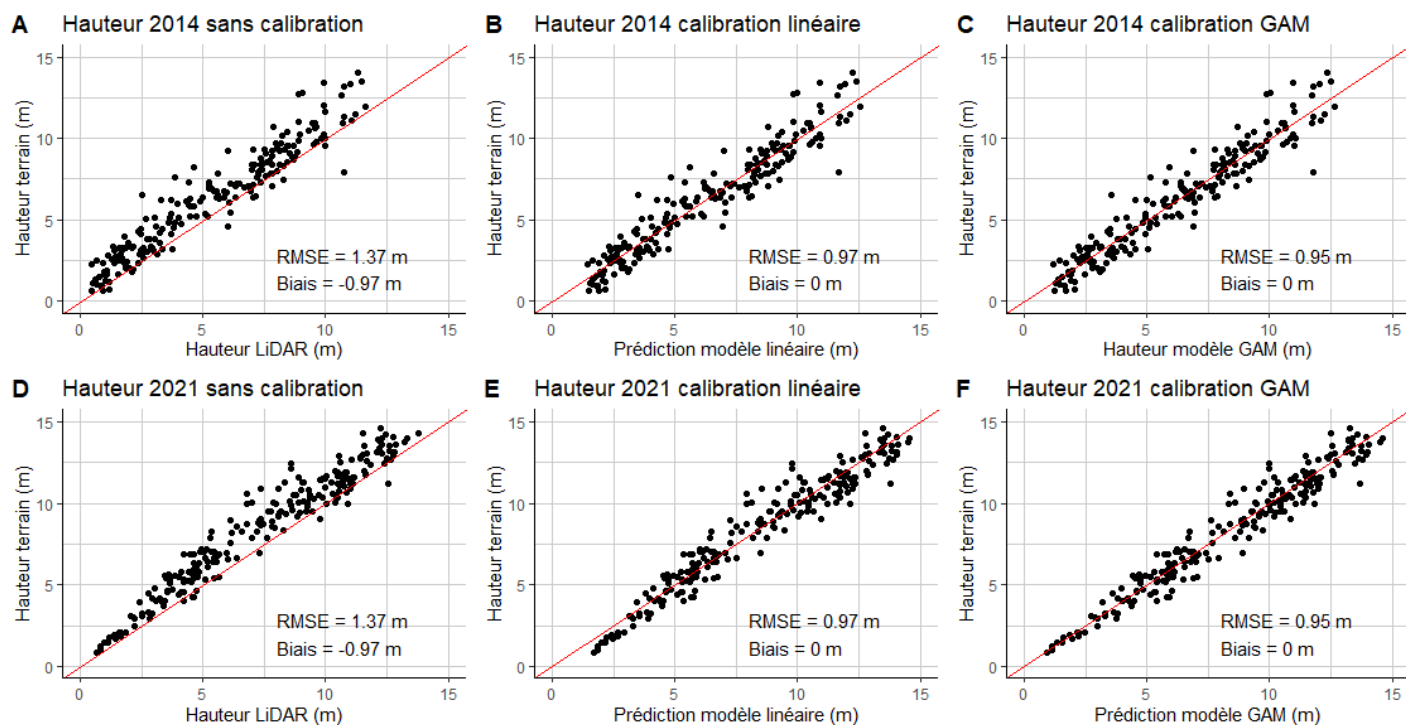 A Hauteur 2014 sans calibration
B Hauteur 2014 calibration linéaire
C Hauteur 2014 calibration GAM
Hauteur terrain (m)
15
10
5
0
RMSE = 1.37 m
Biais = -0.97 m
0 5 10 15
Hauteur LiDAR (m)
Hauteur terrain (m)
15
10
5
0
RMSE = 0.97 m
Biais = 0 m
0 5 10 15
Prédiction modèle linéaire (m)
Hauteur terrain (m)
15
10
5
0
RMSE = 0.95 m
Biais = 0 m
0 5 10 15
Hauteur modèle GAM (m)
D Hauteur 2021 sans calibration
E Hauteur 2021 calibration linéaire
F Hauteur 2021 calibration GAM
Hauteur terrain (m)
15
10
5
0
RMSE = 1.37 m
Biais = -0.97 m
0 5 10 15
Hauteur LiDAR (m)
Hauteur terrain (m)
15
10
5
0
RMSE = 0.97 m
Biais = 0 m
0 5 10 15
Prédiction modèle linéaire (m)
Hauteur terrain (m)
15
10
5
0
RMSE = 0.95 m
Biais = 0 m
0 5 10 15
Prédiction modèle GAM (m)